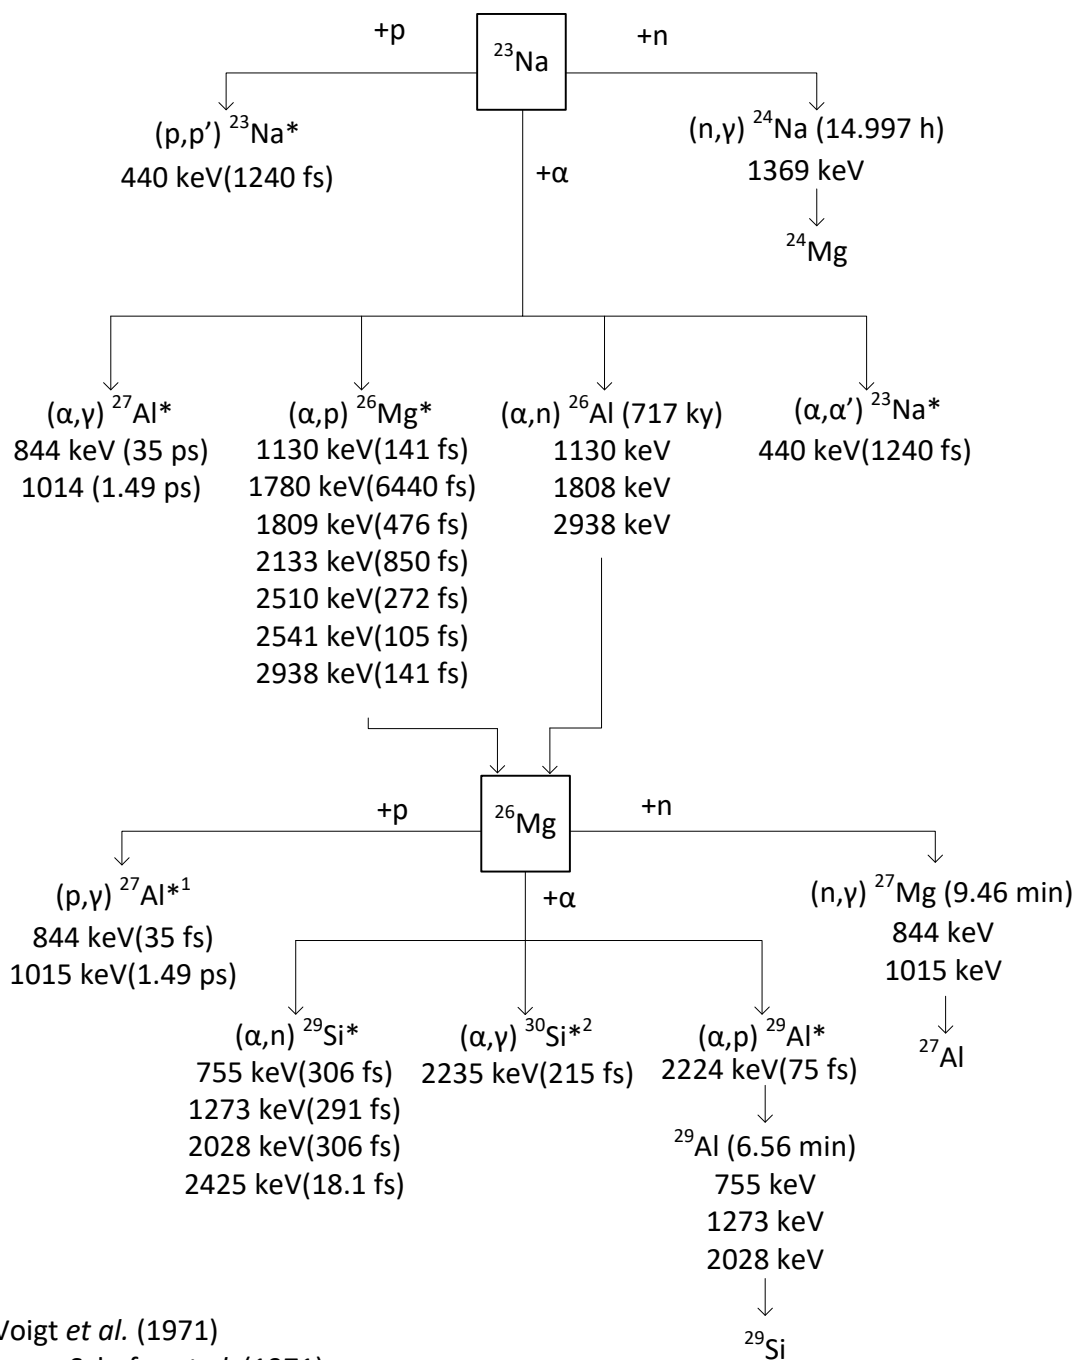 ²³Na
+p
+n
(p,p’) ²³Na*
440 keV(1240 fs)
(n,γ) ²⁴Na (14.997 h)
1369 keV
²⁴Mg
+α
(α,γ) ²⁷Al*
844 keV (35 ps)
1014 (1.49 ps)
(α,p) ²⁶Mg*
1130 keV(141 fs)
1780 keV(6440 fs)
1809 keV(476 fs)
2133 keV(850 fs)
2510 keV(272 fs)
2541 keV(105 fs)
2938 keV(141 fs)
(α,n) ²⁶Al (717 ky)
1130 keV
1808 keV
2938 keV
(α,α’) ²³Na*
440 keV(1240 fs)
²⁶Mg
+p
+n
(p,γ) ²⁷Al*¹
844 keV(35 fs)
1015 keV(1.49 ps)
+α
(n,γ) ²⁷Mg (9.46 min)
844 keV
1015 keV
²⁷Al
(α,n) ²⁹Si*
755 keV(306 fs)
1273 keV(291 fs)
2028 keV(306 fs)
2425 keV(18.1 fs)
(α,γ) ³⁰Si*²
2235 keV(215 fs)
(α,p) ²⁹Al*
2224 keV(75 fs)
²⁹Al (6.56 min)
755 keV
1273 keV
2028 keV
²⁹Si
Voigt et al. (1971)
(1971)